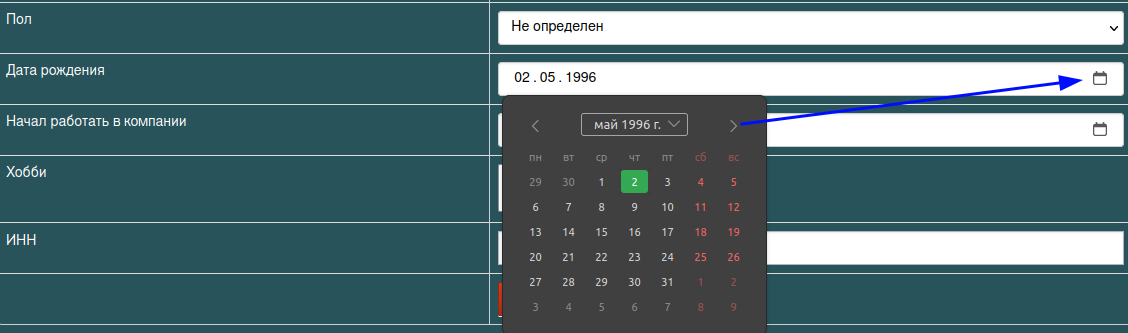 Пол
Не определен
Дата рождения
02 . 05 . 1996
Начал работать в компании
май 1996 г.
пн вт ср чт пт сб вс
Хобби
29 30 1 2 3 4 5
6 7 8 9 10 11 12
ИНН
13 14 15 16 17 18 19
20 21 22 23 24 25 26
27 28 29 30 31 1 2
3 4 5 6 7 8 9